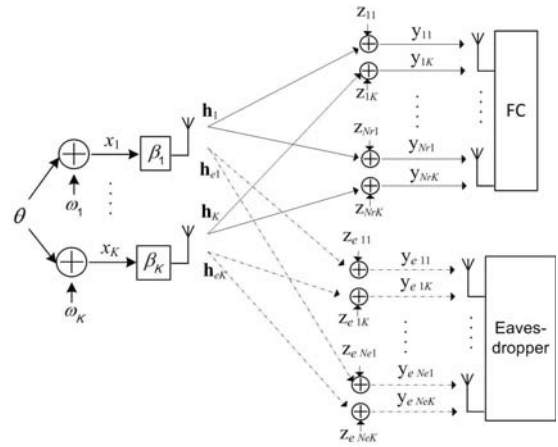 z11
y11
z1K
y1K
h1
zNr1
yNr1
FC
x1
β1
he1
zNrK
yNrK
ω1
θ
hK
xK
βK
heK
ωK
ze 11
ye 11
ze 1K
ye 1K
ze Ne1
ye Ne1
Eaves-
dropper
ze NeK
ye NeK